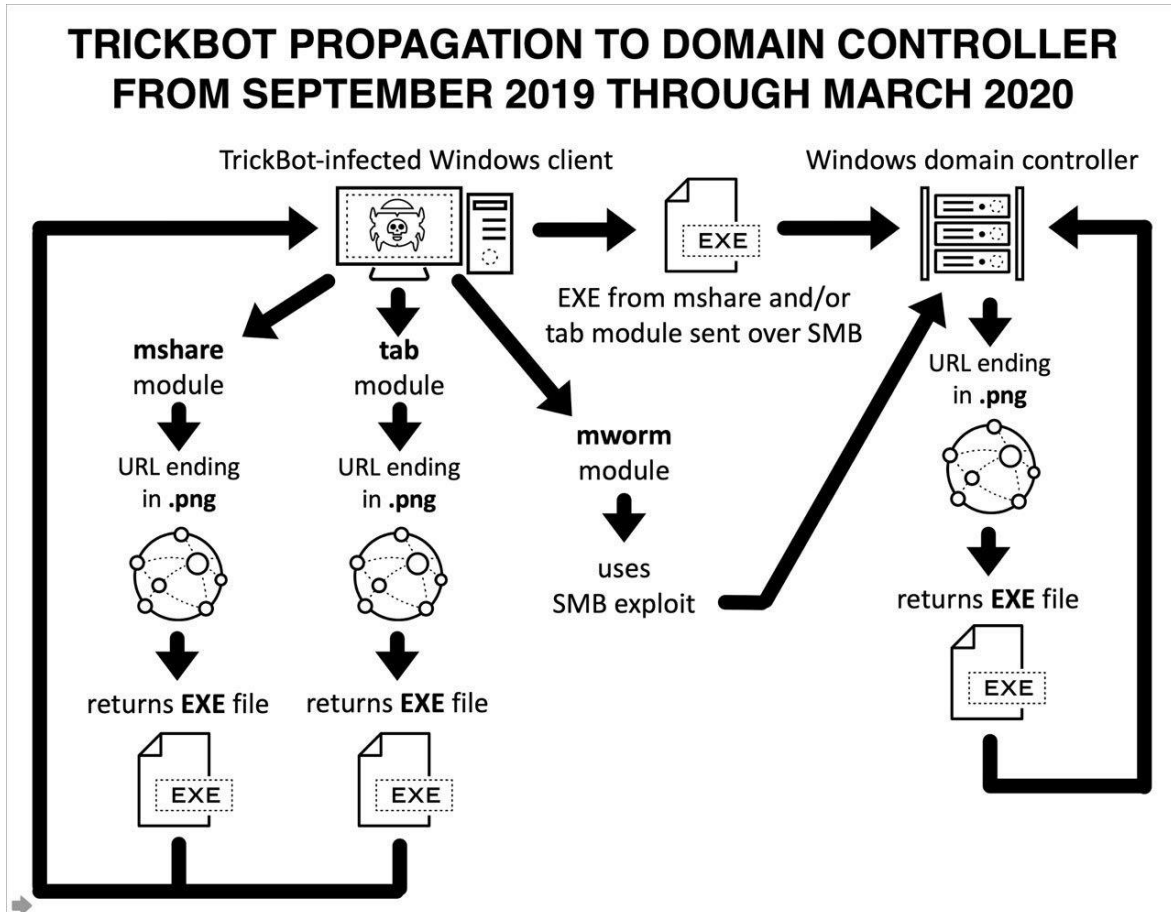 TRICKBOT PROPAGATION TO DOMAIN CONTROLLER
FROM SEPTEMBER 2019 THROUGH MARCH 2020
TrickBot-infected Windows client
Windows domain controller
EXE
EXE from mshare and/or
tab module sent over SMB
mshare
module
URL ending
in .png
returns EXE file
EXE
tab
module
URL ending
in .png
returns EXE file
EXE
mworm
module
uses
SMB exploit
URL ending
in .png
returns EXE file
EXE